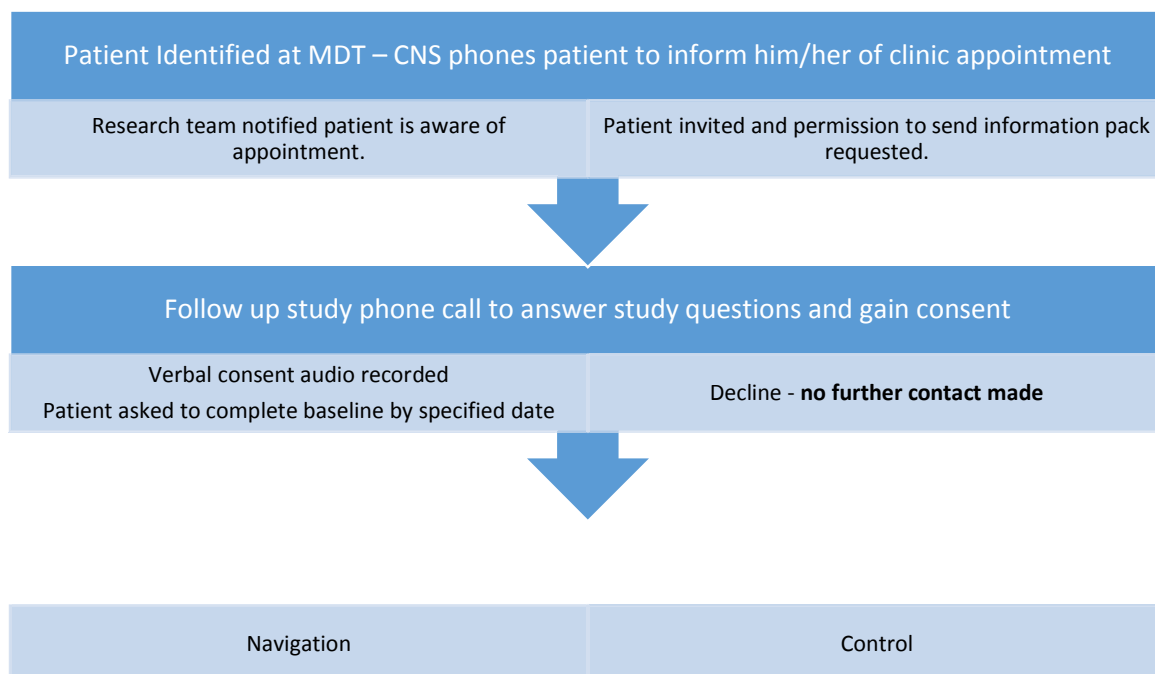 Patient Identified at MDT – CNS phones patient to inform him/her of clinic appointment
Research team notified patient is aware of
appointment.
Patient invited and permission to send information pack
requested.
Follow up study phone call to answer study questions and gain consent
Verbal consent audio recorded
Patient asked to complete baseline by specified date
Decline - no further contact made
Navigation
Control